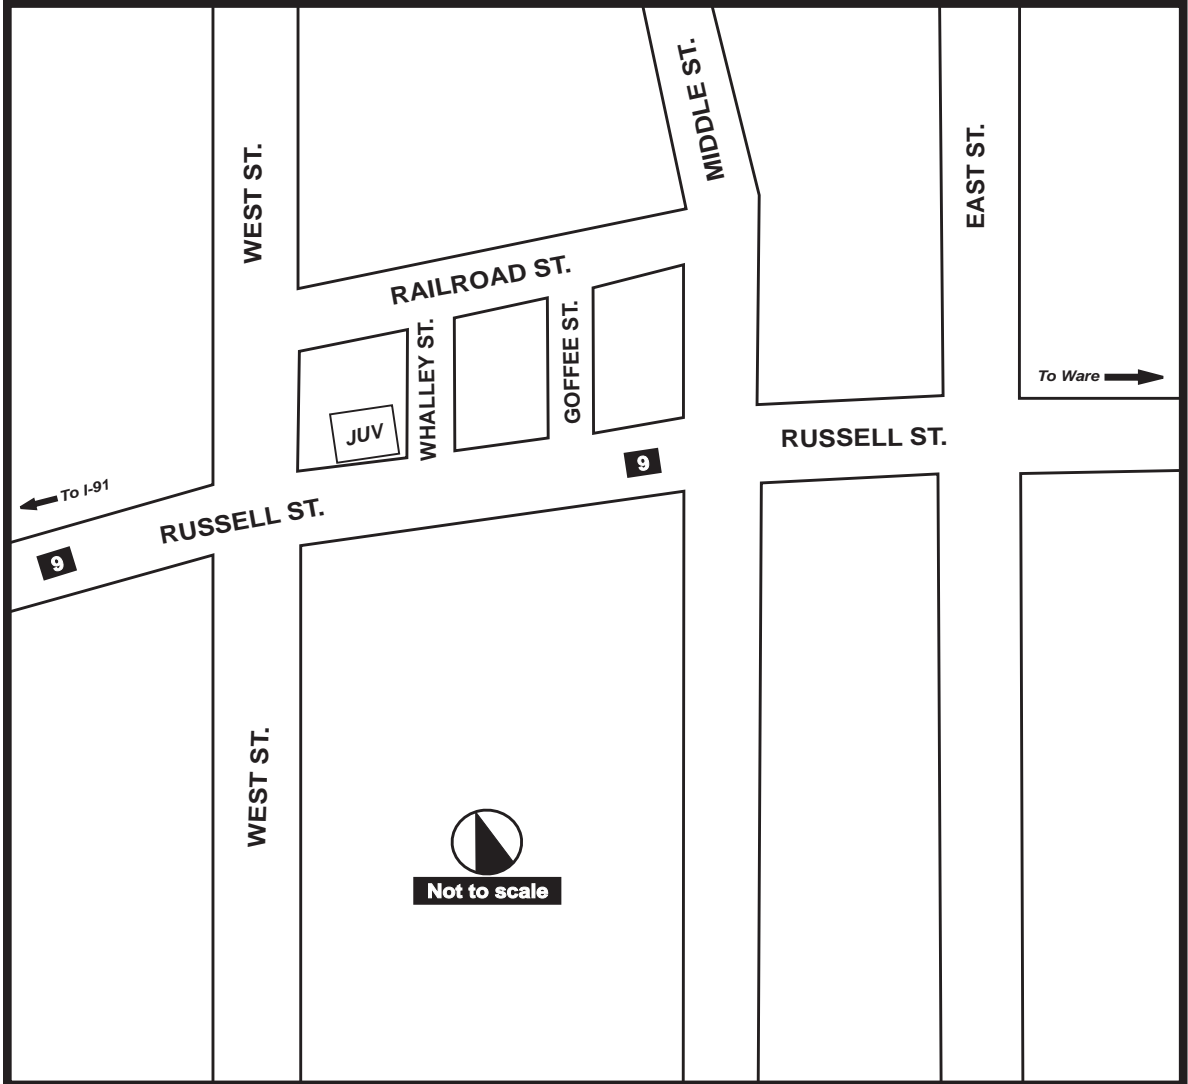 MIDDLE ST.
WEST ST.
EAST ST.
RAILROAD ST.
WHALLEY ST.
GOFFEE ST.
To Ware
JUV
RUSSELL ST.
9
To I-91
RUSSELL ST.
9
WEST ST.
Not to scale